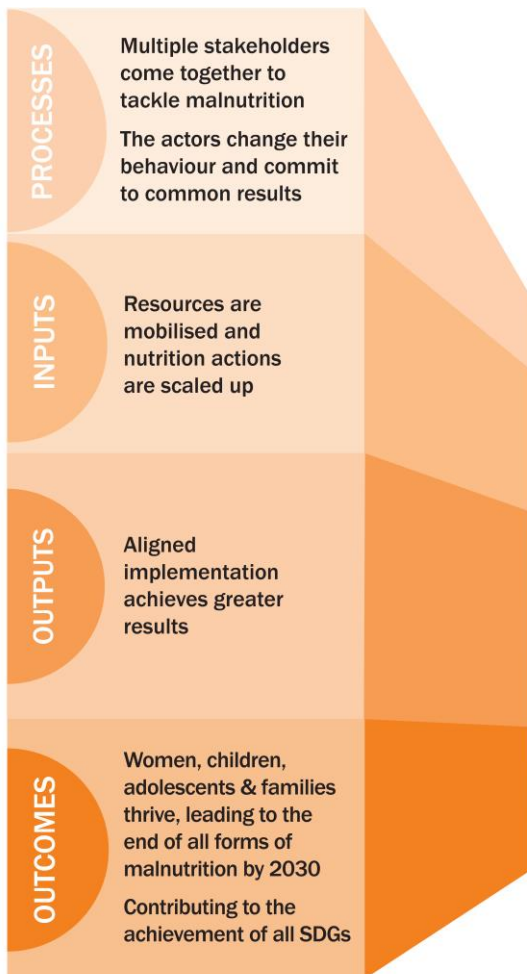 PROCESSES
Multiple stakeholders
come together to
tackle malnutrition
The actors change their
behaviour and commit
to common results
INPUTS
Resources are
mobilised and
nutrition actions
are scaled up
OUTPUTS
Aligned
implementation
achieves greater
results
OUTCOMES
Women, children,
adolescents & families
thrive, leading to the
end of all forms of
malnutrition by 2030
Contributing to the
achievement of all SDGs